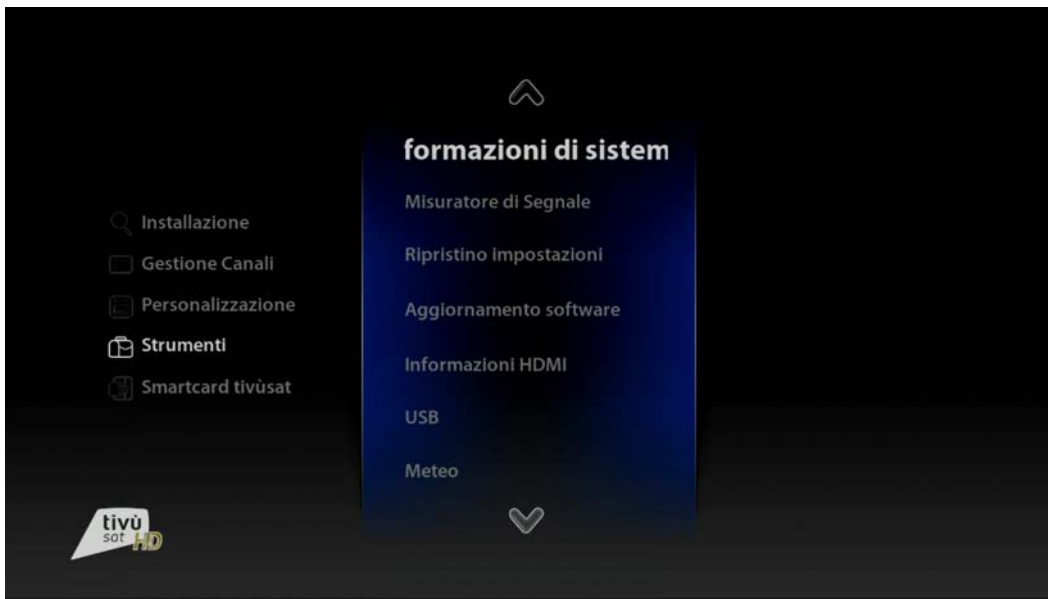 Installazione
Gestione Canali
Personalizzazione
Strumenti
Smartcard tivùsat
formazioni di sistem
Misuratore di Segnale
Ripristino impostazioni
Aggiornamento software
Informazioni HDMI
USB
Meteo
tivù
sat HD